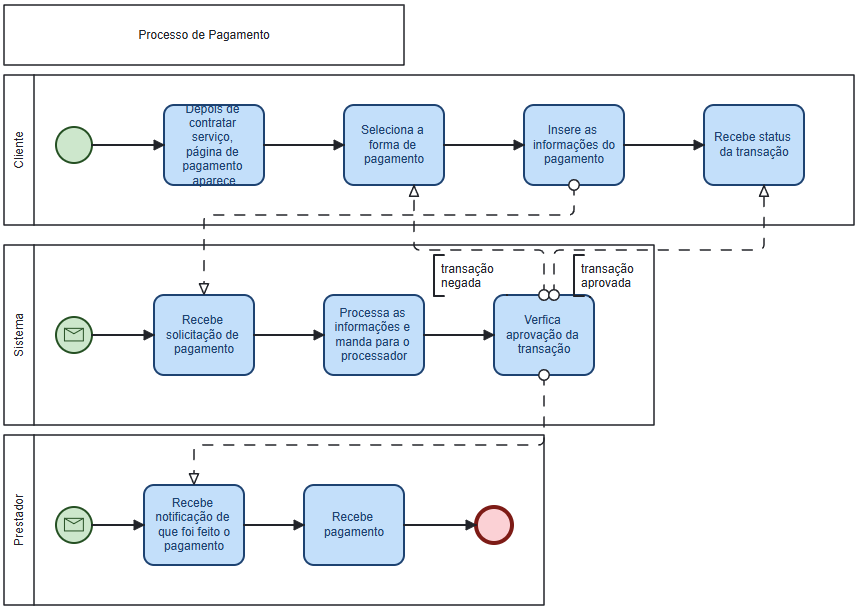 Processo de Pagamento
Cliente
Depois de
contratar
serviço,
página de
pagamento
aparece
Seleciona a
forma de
pagamento
Insere as
informações do
pagamento
Recebe status
da transação
Sistema
transação
negada
transação
aprovada
Recebe
solicitação de
pagamento
Processa as
informações e
manda para o
processador
Verfica
aprovação da
transação
Prestador
Recebe
notificação de
que foi feito o
pagamento
Recebe
pagamento